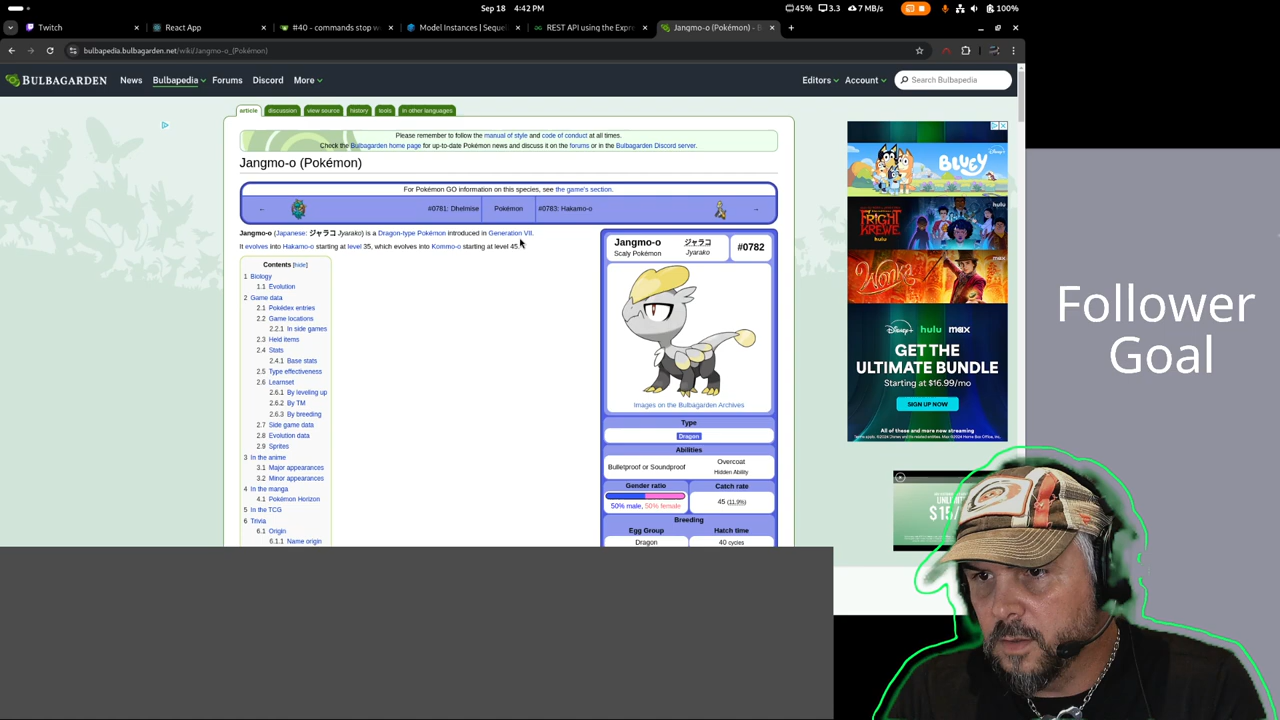 Sep 18 4:42 PM
45% 3.3 7 MB/s 100%
Twitch
React App
#40 - commands stop w
Model Instances | Sequel
REST API using the Expre
Jangmo-o (Pokémon) - B
bulbapedia.bulbagarden.net/wiki/Jangmo-o_(Pokémon)
BULBAGARDEN News Bulbapedia Forums Discord More Editors Account Search Bulbapedia
article discussion view source history tools in other languages
Please remember to follow the manual of style and code of conduct at all times.
Check the Bulbagarden home page for up-to-date Pokémon news and discuss it on the forums or in the Bulbagarden Discord server.
Jangmo-o (Pokémon)
For Pokémon GO information on this species, see the game's section.
← #0781: Dhelmise Pokémon #0783: Hakamo-o →
Jangmo-o (Japanese: ジャラコ Jyarako) is a Dragon-type Pokémon introduced in Generation VII.
It evolves into Hakamo-o starting at level 35, which evolves into Kommo-o starting at level 45.
Contents [hide]
1 Biology
1.1 Evolution
2 Game data
2.1 Pokédex entries
2.2 Game locations
2.2.1 In side games
2.3 Held items
2.4 Stats
2.4.1 Base stats
2.5 Type effectiveness
2.6 Learnset
2.6.1 By leveling up
2.6.2 By TM
2.6.3 By breeding
2.7 Side game data
2.8 Evolution data
2.9 Sprites
3 In the anime
3.1 Major appearances
3.2 Minor appearances
4 In the manga
4.1 Pokémon Horizon
5 In the TCG
6 Trivia
6.1 Origin
6.1.1 Name origin
Jangmo-o ジャラコ #0782
Scaly Pokémon Jyarako
Images on the Bulbagarden Archives
Type
Dragon
Abilities
Bulletproof or Soundproof Overcoat
Hidden Ability
Gender ratio Catch rate
50% male, 50% female 45 (11.9%)
Breeding
Egg Group Hatch time
Dragon 40 cycles
BLUEY
FRIGHT
KREWE
WONKA
Disney+ hulu max
GET THE
ULTIMATE BUNDLE
Starting at $16.99/mo
SIGN UP NOW
$15/
Follower
Goal